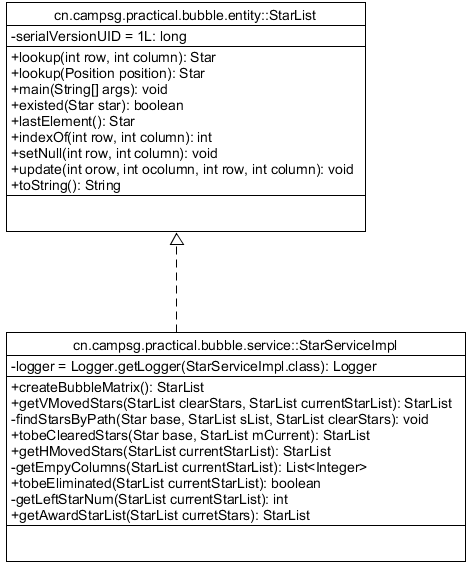 cn.campsg.practical.bubble.entity::StarList
-serialVersionUID = 1L: long
+lookup(int row, int column): Star
+lookup(Position position): Star
+main(String[] args): void
+existed(Star star): boolean
+lastElement(): Star
+indexOf(int row, int column): int
+setNull(int row, int column): void
+update(int orow, int ocolumn, int row, int column): void
+toString(): String
cn.campsg.practical.bubble.service::StarServiceImpl
-logger = Logger.getLogger(StarServiceImpl.class): Logger
+createBubbleMatrix(): StarList
+getVMovedStars(StarList clearStars, StarList currentStarList): StarList
-findStarsByPath(Star base, StarList sList, StarList clearStars): void
+tobeClearedStars(Star base, StarList mCurrent): StarList
+getHMovedStars(StarList currentStarList): StarList
-getEmpyColumns(StarList currentStarList): List<Integer>
+tobeEliminated(StarList currentStarList): boolean
-getLeftStarNum(StarList currentStarList): int
+getAwardStarList(StarList curretStars): StarList